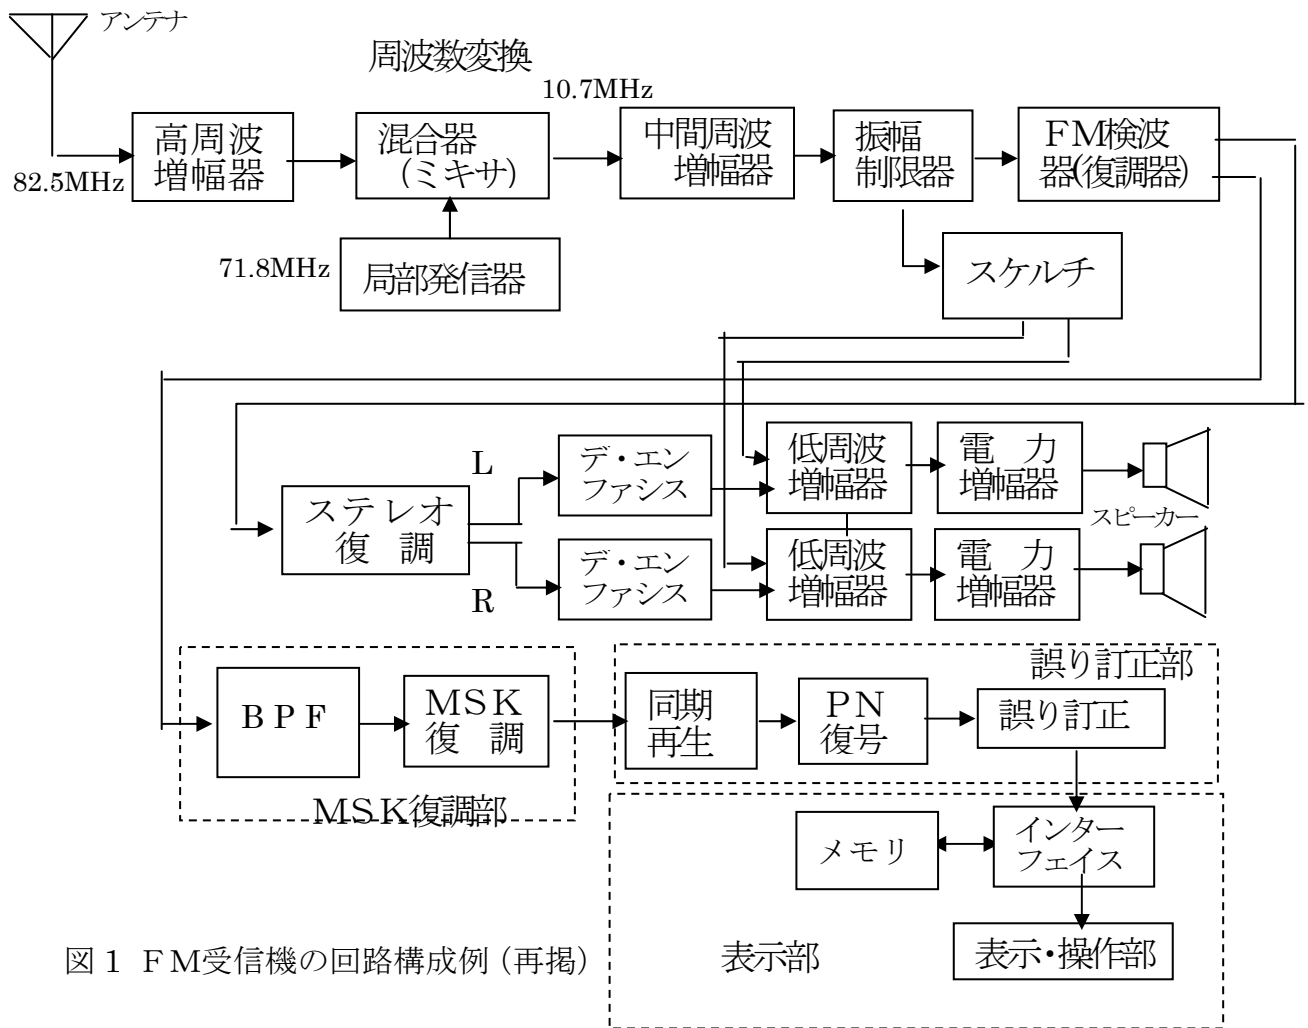 アンテナ
周波数変換
10.7MHz
高周波
増幅器
混合器
(ミキサ)
中間周波
増幅器
振幅
制限器
ＦＭ検波
器(復調器)
82.5MHz
71.8MHz
局部発信器
スケルチ
L
デ・エン
ファシス
低周波
増幅器
電　力
増幅器
スピーカー
ステレオ
復　調
R
デ・エン
ファシス
低周波
増幅器
電　力
増幅器
誤り訂正部
ＢＰＦ
ＭＳＫ
復　調
同期
再生
ＰＮ
復号
誤り訂正
ＭＳＫ復調部
メモリ
インター
フェイス
表示部
表示・操作部
図１ ＦＭ受信機の回路構成例（再掲）